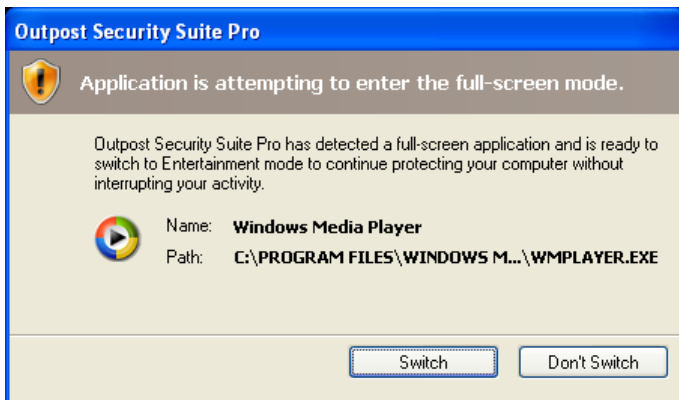 Outpost Security Suite Pro
Application is attempting to enter the full-screen mode.
Outpost Security Suite Pro has detected a full-screen application and is ready to
switch to Entertainment mode to continue protecting your computer without
interrupting your activity.
Name: Windows Media Player
Path: C:\PROGRAM FILES\WINDOWS M...\WMPLAYER.EXE
Switch Don't Switch